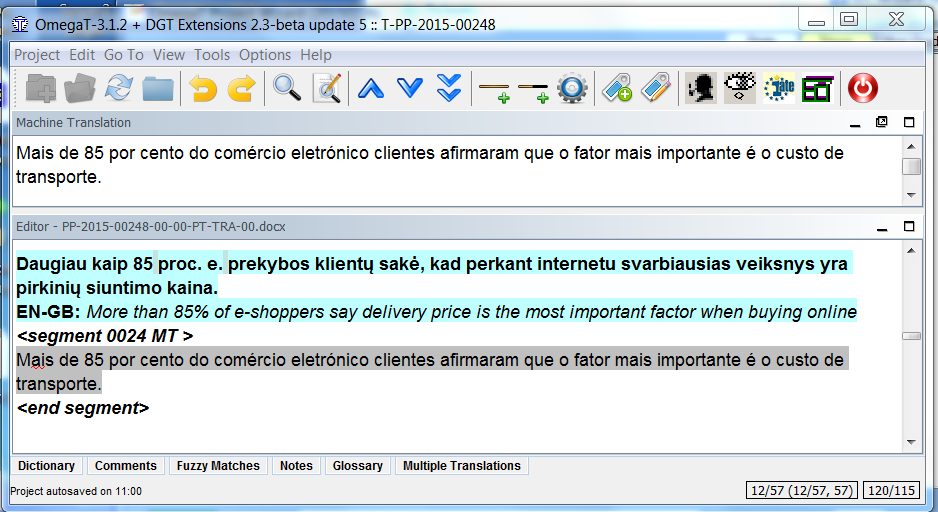 OmegaT-3.1.2 + DGT Extensions 2.3-beta update 5 :: T-PP-2015-00248
Project Edit Go To View Tools Options Help
Machine Translation
Mais de 85 por cento do comércio eletrónico clientes afirmaram que o fator mais importante é o custo de
transporte.
Editor - PP-2015-00248-00-00-PT-TRA-00.docx
Daugiau kaip 85 proc. e. prekybos klientų sakė, kad perkant internetu svarbiausias veiksnys yra
pirkinių siuntimo kaina.
EN-GB: More than 85% of e-shoppers say delivery price is the most important factor when buying online
<segment 0024 MT >
Mais de 85 por cento do comércio eletrónico clientes afirmaram que o fator mais importante é o custo de
transporte.
<end segment>
Dictionary Comments Fuzzy Matches Notes Glossary Multiple Translations
Project autosaved on 11:00 12/57 (12/57, 57) 120/115